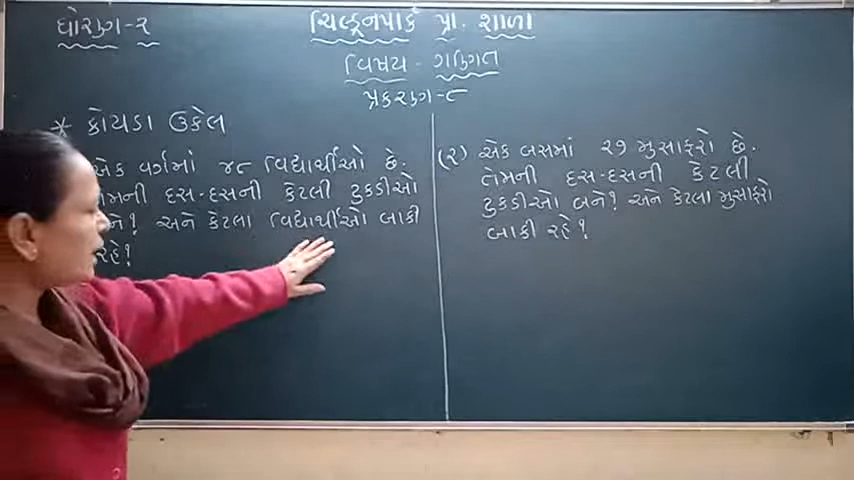 ધોરણ-૨
ચિલ્ડ્રનપાર્ક પ્રા. શાળા
વિષય - ગણિત
પ્રકરણ-૮
* કોયડા ઉકેલ
એક વર્ગમાં ૪૮ વિદ્યાર્થીઓ છે.
તેમની દસ-દસની કેટલી ટુકડીઓ
બને? અને કેટલા વિદ્યાર્થીઓ બાકી
રહે?
(૨) એક બસમાં ૨૭ મુસાફરો છે.
તેમની દસ-દસની કેટલી
ટુકડીઓ બને? અને કેટલા મુસાફરો
બાકી રહે?